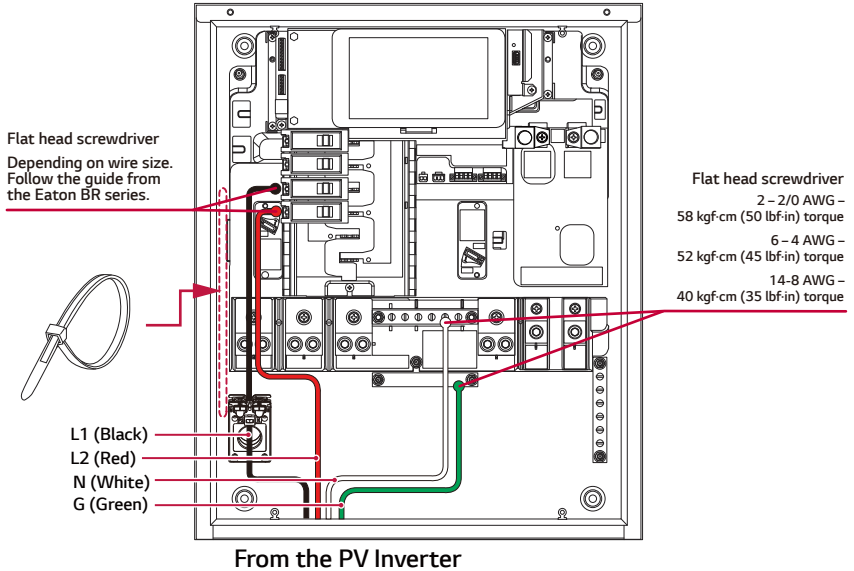 Flat head screwdriver
Depending on wire size.
Follow the guide from
the Eaton BR series.
Flat head screwdriver
2 – 2/0 AWG –
58 kgf·cm (50 lbf·in) torque
6 – 4 AWG –
52 kgf·cm (45 lbf·in) torque
14-8 AWG –
40 kgf·cm (35 lbf·in) torque
L1 (Black)
L2 (Red)
N (White)
G (Green)
From the PV Inverter